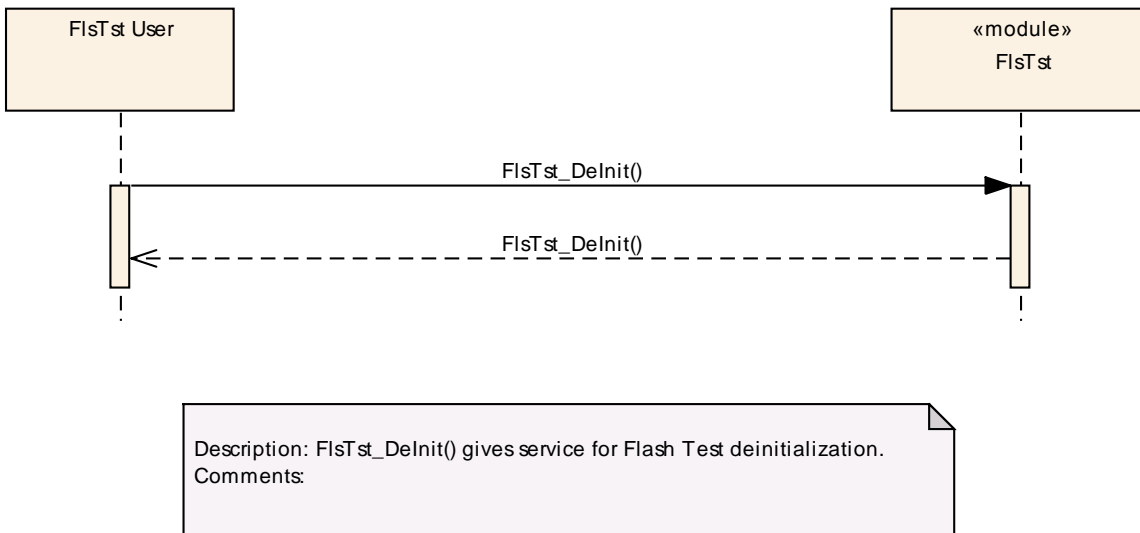 FlsTst User
«module»
FlsTst
FlsTst_DeInit()
FlsTst_DeInit()
Description: FlsTst_DeInit() gives service for Flash Test deinitialization.
Comments: